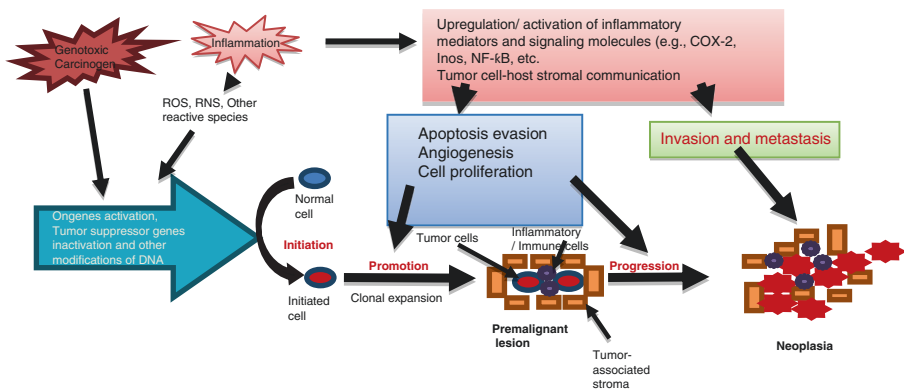 Genotoxic
Carcinogen
Inflammation
Upregulation/ activation of inflammatory
mediators and signaling molecules (e.g., COX-2,
Inos, NF-kB, etc.
Tumor cell-host stromal communication
ROS, RNS, Other
reactive species
Apoptosis evasion
Angiogenesis
Cell proliferation
Invasion and metastasis
Ongenes activation,
Tumor suppressor genes
inactivation and other
modifications of DNA
Normal
cell
Initiation
Initiated
cell
Promotion
Clonal expansion
Tumor cells
Inflammatory
/ Immune cells
Progression
Premalignant
lesion
Tumor-
associated
stroma
Neoplasia